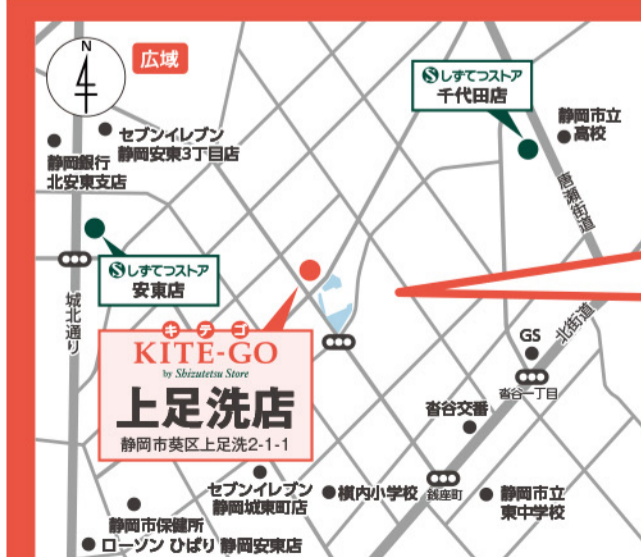 N
広域
しずてつストア
千代田店
静岡市立
高校
セブンイレブン
静岡安東3丁目店
静岡銀行
北安東支店
唐瀬街道
しずてつストア
安東店
城北通り
北街道
キテゴ
KITE-GO
by Shizutetsu Store
上足洗店
静岡市葵区上足洗2-1-1
GS
沓谷一丁目
沓谷交番
セブンイレブン
静岡城東町店
横内小学校
銭座町
静岡市立
東中学校
静岡市保健所
ローソン ひばり 静岡安東店